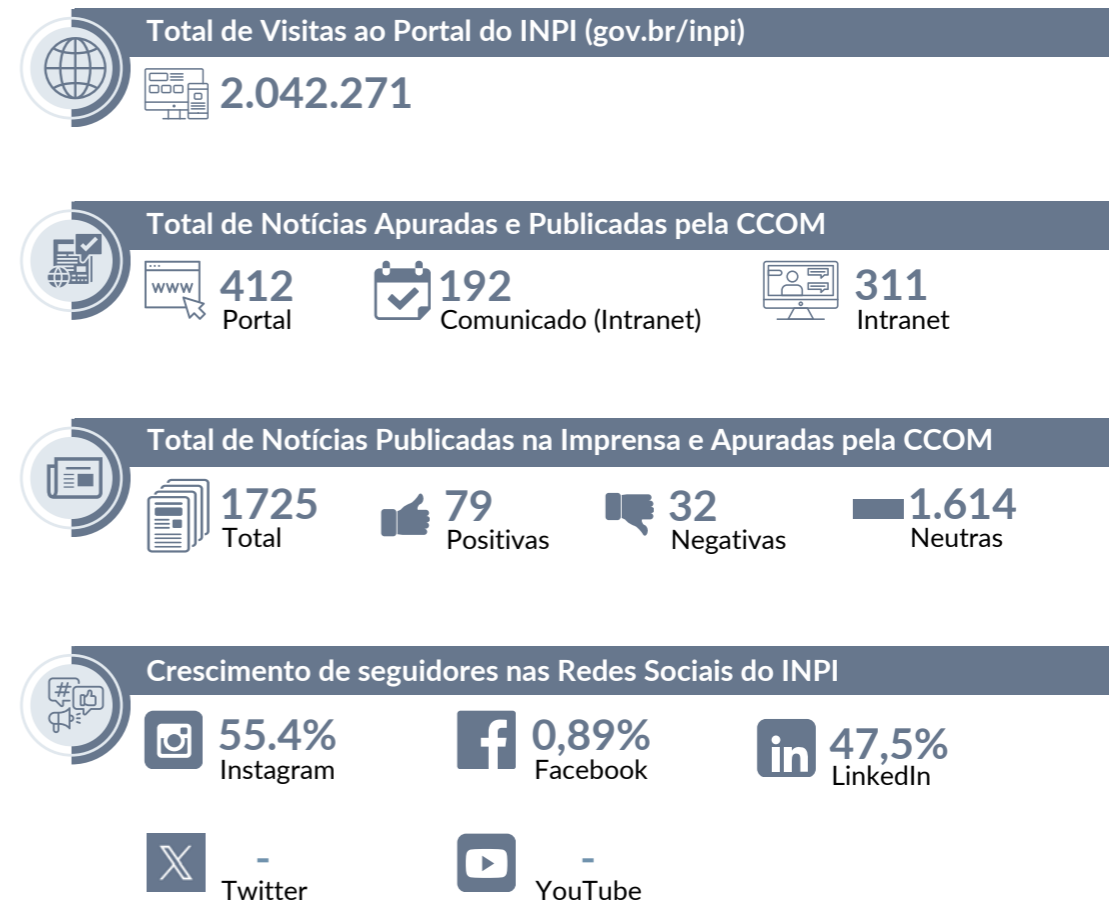 Total de Visitas ao Portal do INPI (gov.br/inpi)
2.042.271
Total de Notícias Apuradas e Publicadas pela CCOM
www
412
Portal
192
Comunicado (Intranet)
311
Intranet
Total de Notícias Publicadas na Imprensa e Apuradas pela CCOM
1725
Total
79
Positivas
32
Negativas
1.614
Neutras
Crescimento de seguidores nas Redes Sociais do INPI
#
55.4%
Instagram
f
0,89%
Facebook
in
47,5%
LinkedIn
X
-
Twitter
-
YouTube